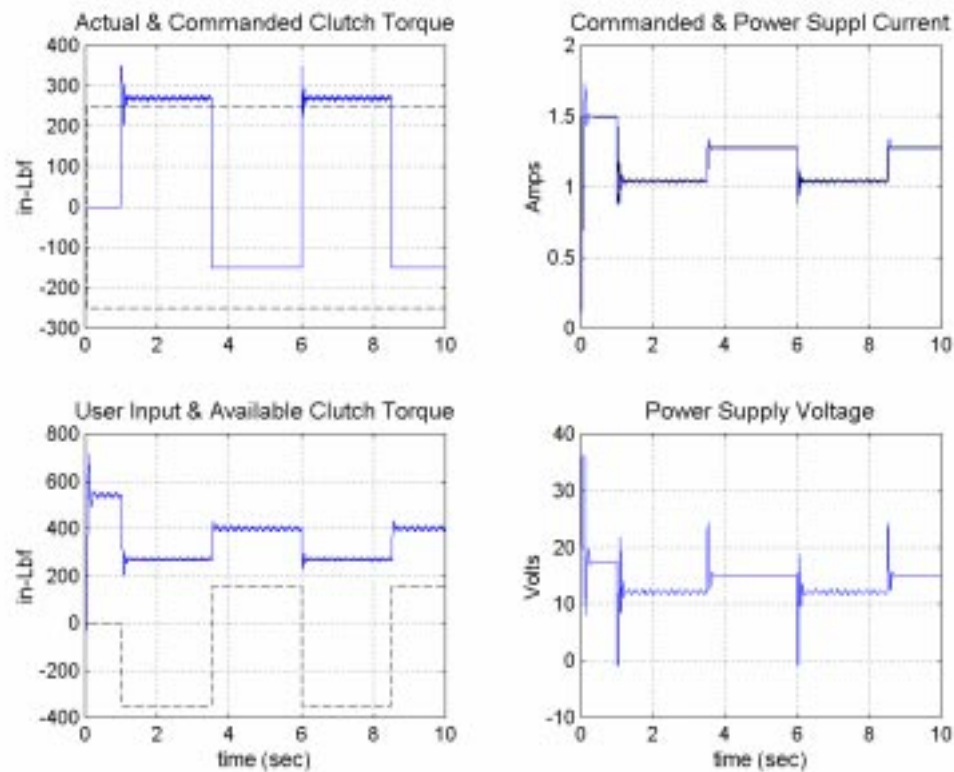 Actual & Commanded Clutch Torque
400
300
200
100
0
-100
-200
-300
in-Lbf
0 2 4 6 8 10
Commanded & Power Suppl Current
2
1.5
1
0.5
0
Amps
0 2 4 6 8 10
User Input & Available Clutch Torque
800
600
400
200
0
-200
-400
in-Lbf
0 2 4 6 8 10
time (sec)
Power Supply Voltage
40
30
20
10
0
-10
Volts
0 2 4 6 8 10
time (sec)